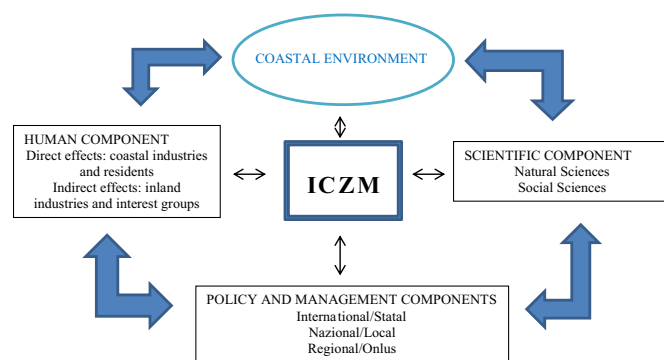 COASTAL ENVIRONMENT
HUMAN COMPONENT
Direct effects: coastal industries
and residents
Indirect effects: inland
industries and interest groups
ICZM
SCIENTIFIC COMPONENT
Natural Sciences
Social Sciences
POLICY AND MANAGEMENT COMPONENTS
International/Statal
Nazional/Local
Regional/Onlus